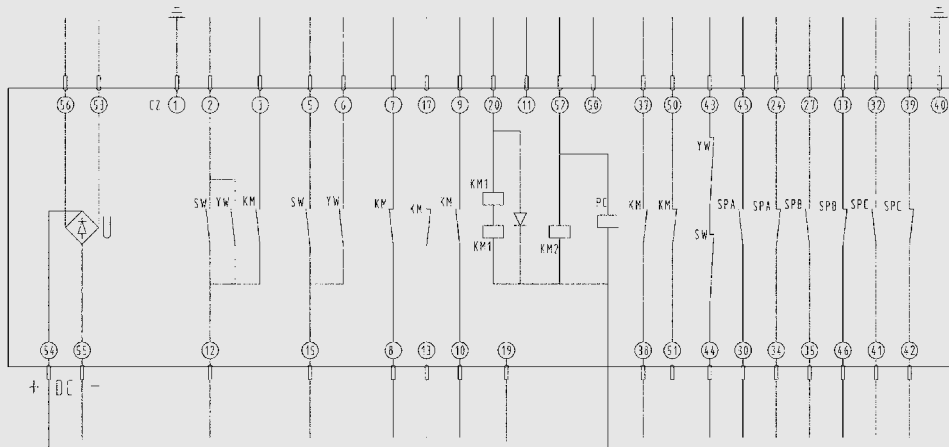 56 53 CZ 1 2 3 5 6 7 17 9 20 11 57 58 37 50 43 45 24 27 33 32 39 40
YW
KM1
SW YW KM SW YW KM KM KM PC KM KM SPA SPA SPB SPB SPC SPC
U
KM1 KM2 SW
54 55 12 15 8 13 10 19 38 51 44 30 34 35 46 41 42
+ DC -